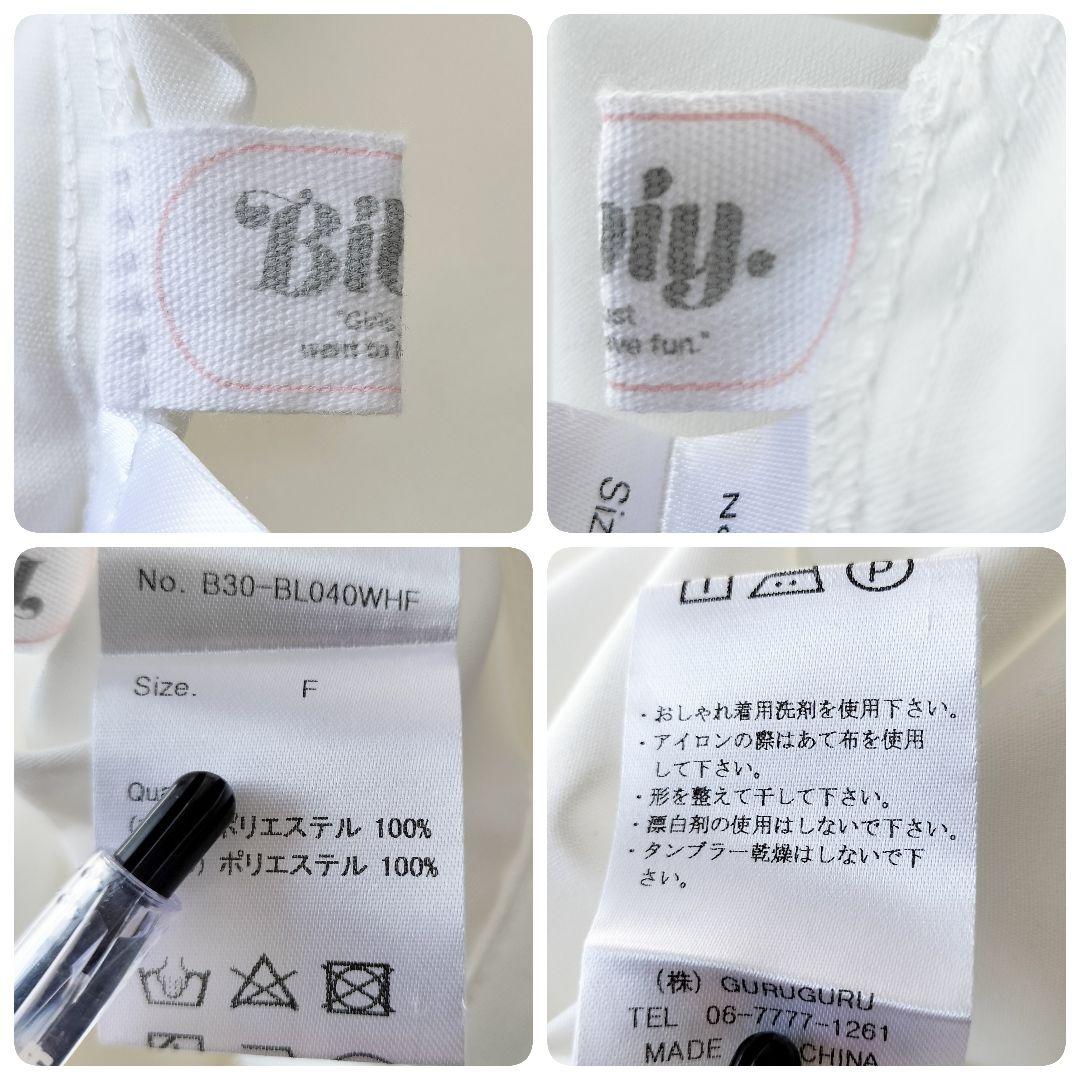 Bil
"Girls,
want to h
iy.
st
ave fun."
Siz
No. B30-BL040WHF
Size. F
Qua
ポリエステル 100%
) ポリエステル 100%
・おしゃれ着用洗剤を使用下さい。
・アイロンの際はあて布を使用
して下さい。
・形を整えて干して下さい。
・漂白剤の使用はしないで下さい。
・タンブラー乾燥はしないで下
さい。
(株) GURUGURU
TEL 06-7777-1261
MADE CHINA